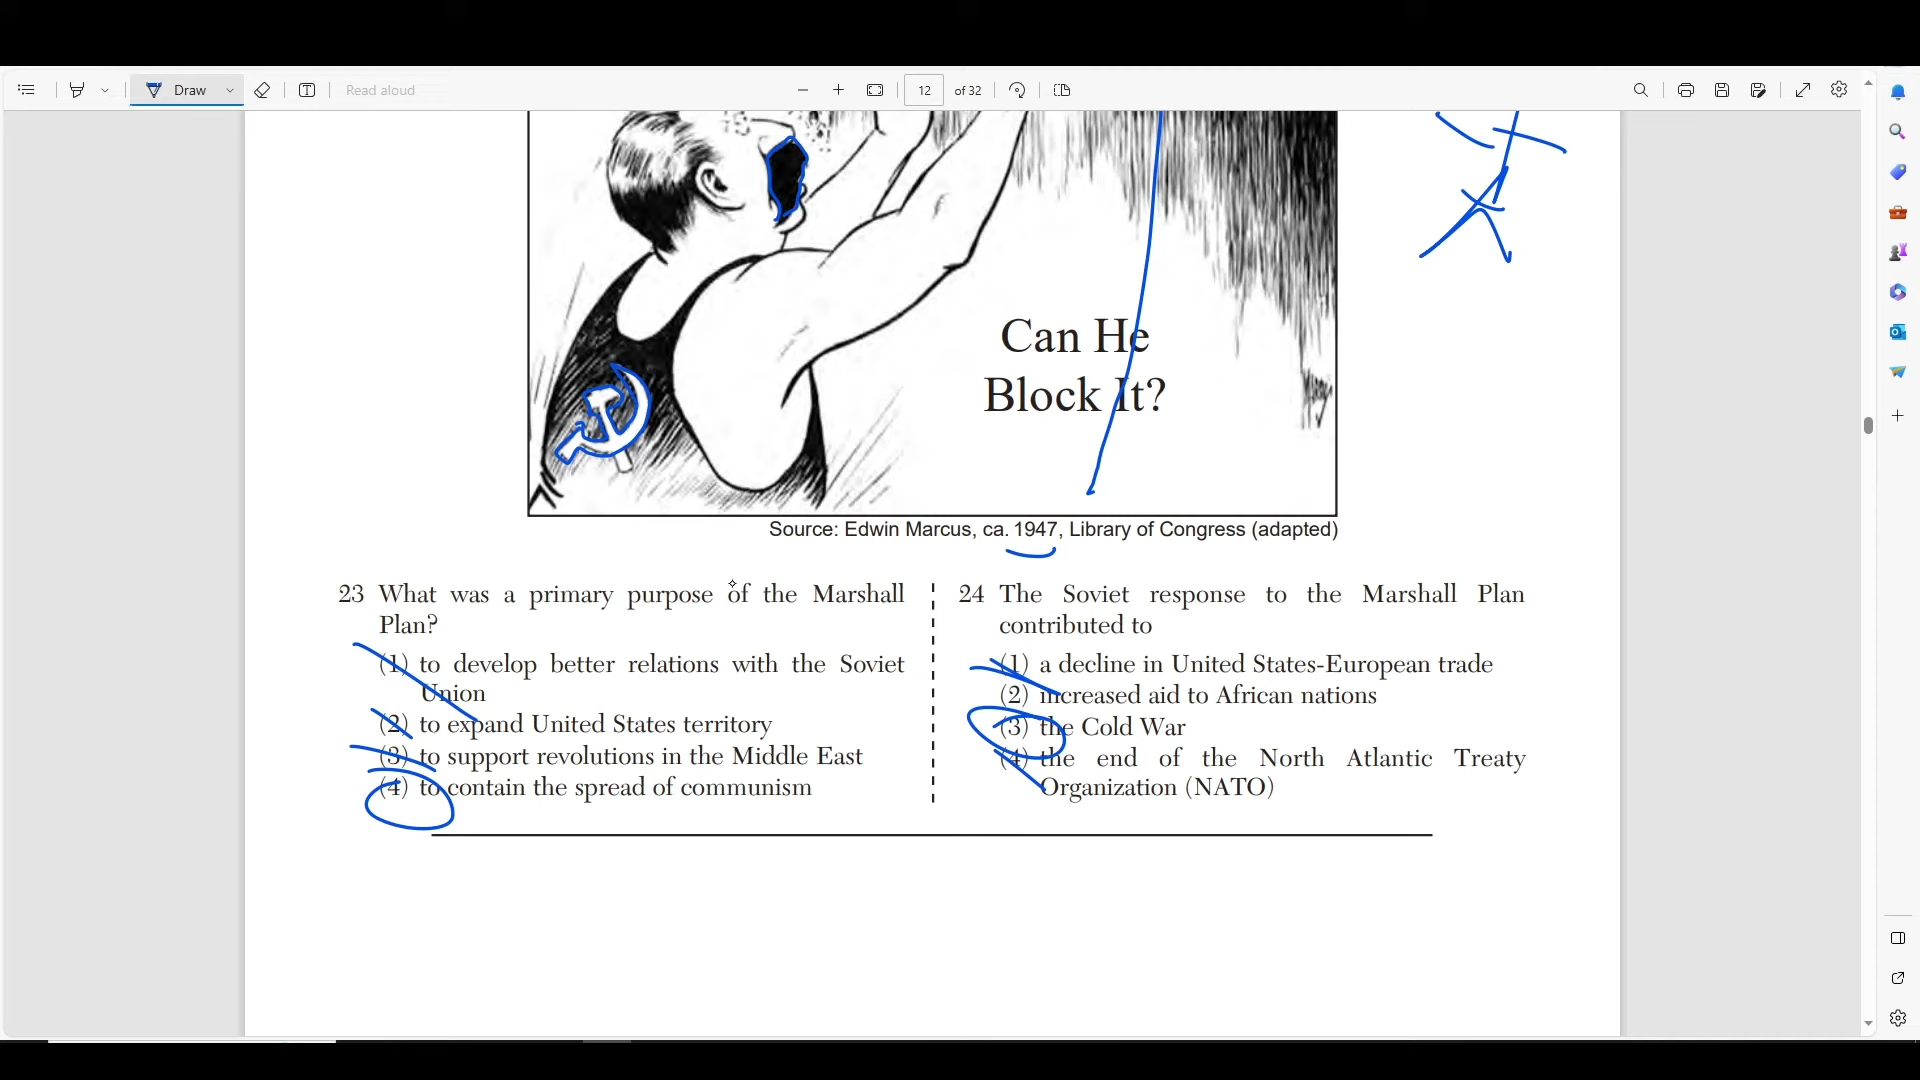 Draw
Read aloud
12
of 32
Can He
Block It?
Source: Edwin Marcus, ca. 1947, Library of Congress (adapted)
23 What was a primary purpose of the Marshall
Plan?
(1) to develop better relations with the Soviet
Union
(2) to expand United States territory
(3) to support revolutions in the Middle East
(4) to contain the spread of communism
24 The Soviet response to the Marshall Plan
contributed to
(1) a decline in United States-European trade
(2) increased aid to African nations
(3) the Cold War
(4) the end of the North Atlantic Treaty
Organization (NATO)